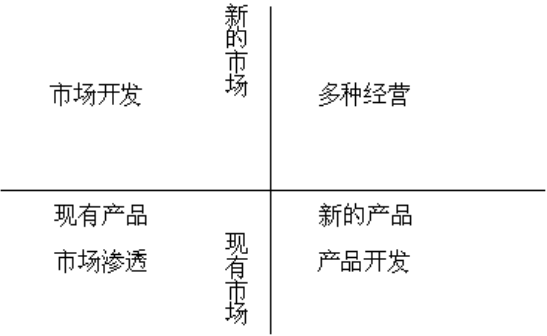 新的市场
市场开发
多种经营
现有产品
新的产品
市场渗透
现有市场
产品开发